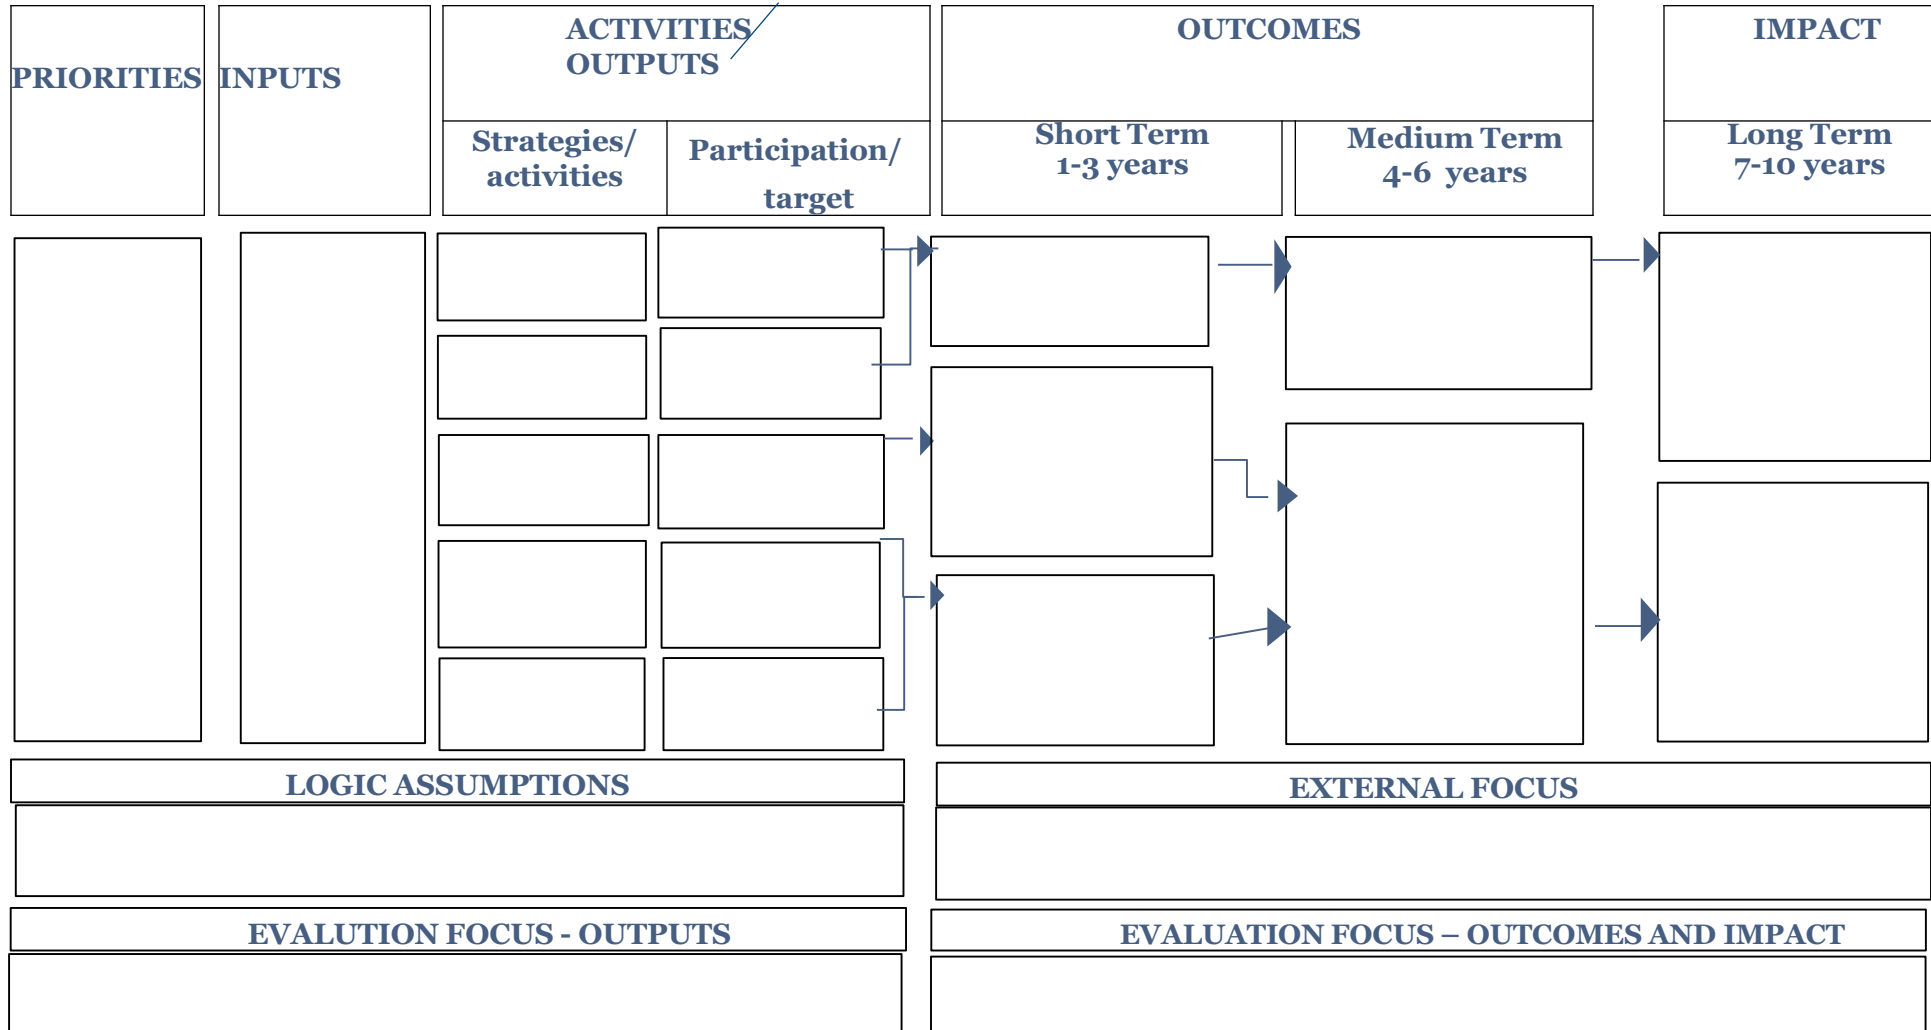 PRIORITIES
INPUTS
ACTIVITIES
OUTPUTS
Strategies/
activities
Participation/
target
OUTCOMES
Short Term
1-3 years
Medium Term
4-6 years
IMPACT
Long Term
7-10 years
LOGIC ASSUMPTIONS
EXTERNAL FOCUS
EVALUTION FOCUS - OUTPUTS
EVALUATION FOCUS – OUTCOMES AND IMPACT